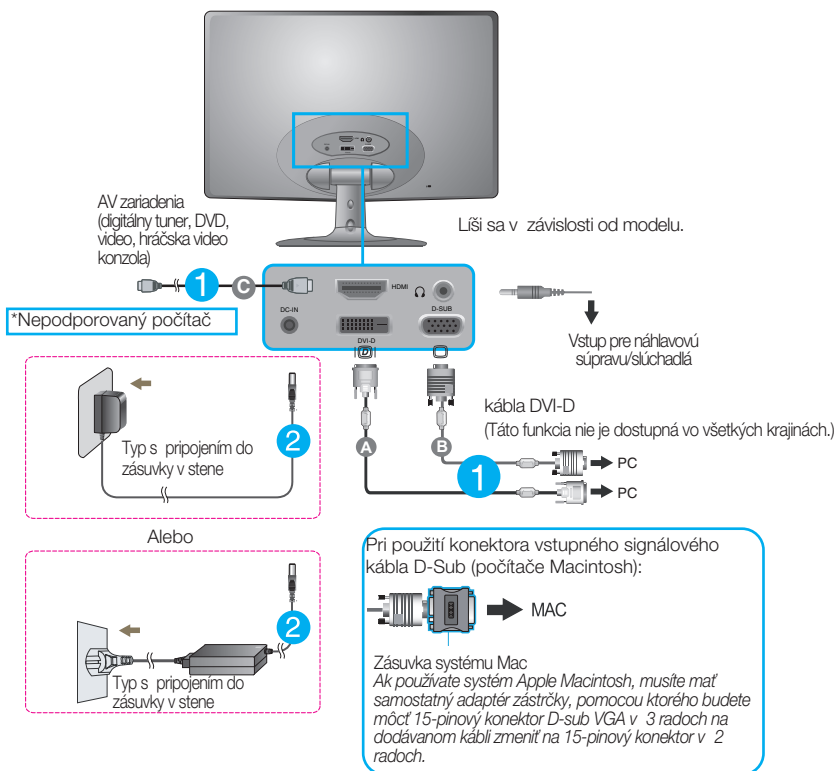 AV zariadenia
(digitálny tuner, DVD,
video, hráčska video
konzola)
Líši sa v závislosti od modelu.
1
C
HDMI
DC-IN
D-SUB
DVI-D
D
*Nepodporovaný počítač
Vstup pre náhlavovú
súpravu/slúchadlá
Typ s pripojením do
zásuvky v stene
2
kábla DVI-D
(Táto funkcia nie je dostupná vo všetkých krajinách.)
A
B
1
PC
PC
Alebo
Typ s pripojením do
zásuvky v stene
2
Pri použití konektora vstupného signálového
kábla D-Sub (počítače Macintosh):
MAC
Zásuvka systému Mac
Ak používate systém Apple Macintosh, musíte mať
samostatný adaptér zástrčky, pomocou ktorého budete
môcť 15-pinový konektor D-sub VGA v 3 radoch na
dodávanom kábli zmeniť na 15-pinový konektor v 2
radoch.